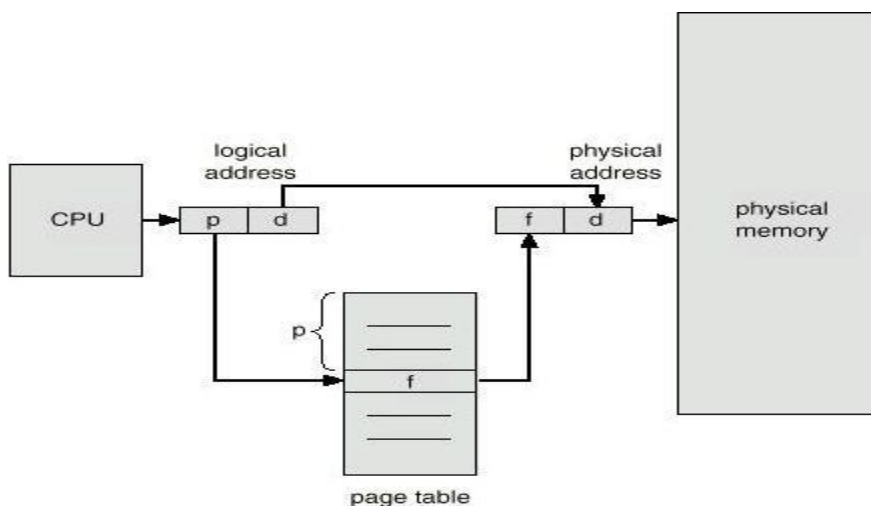 logical
address
physical
address
CPU
p
d
f
d
physical
memory
p
f
page table